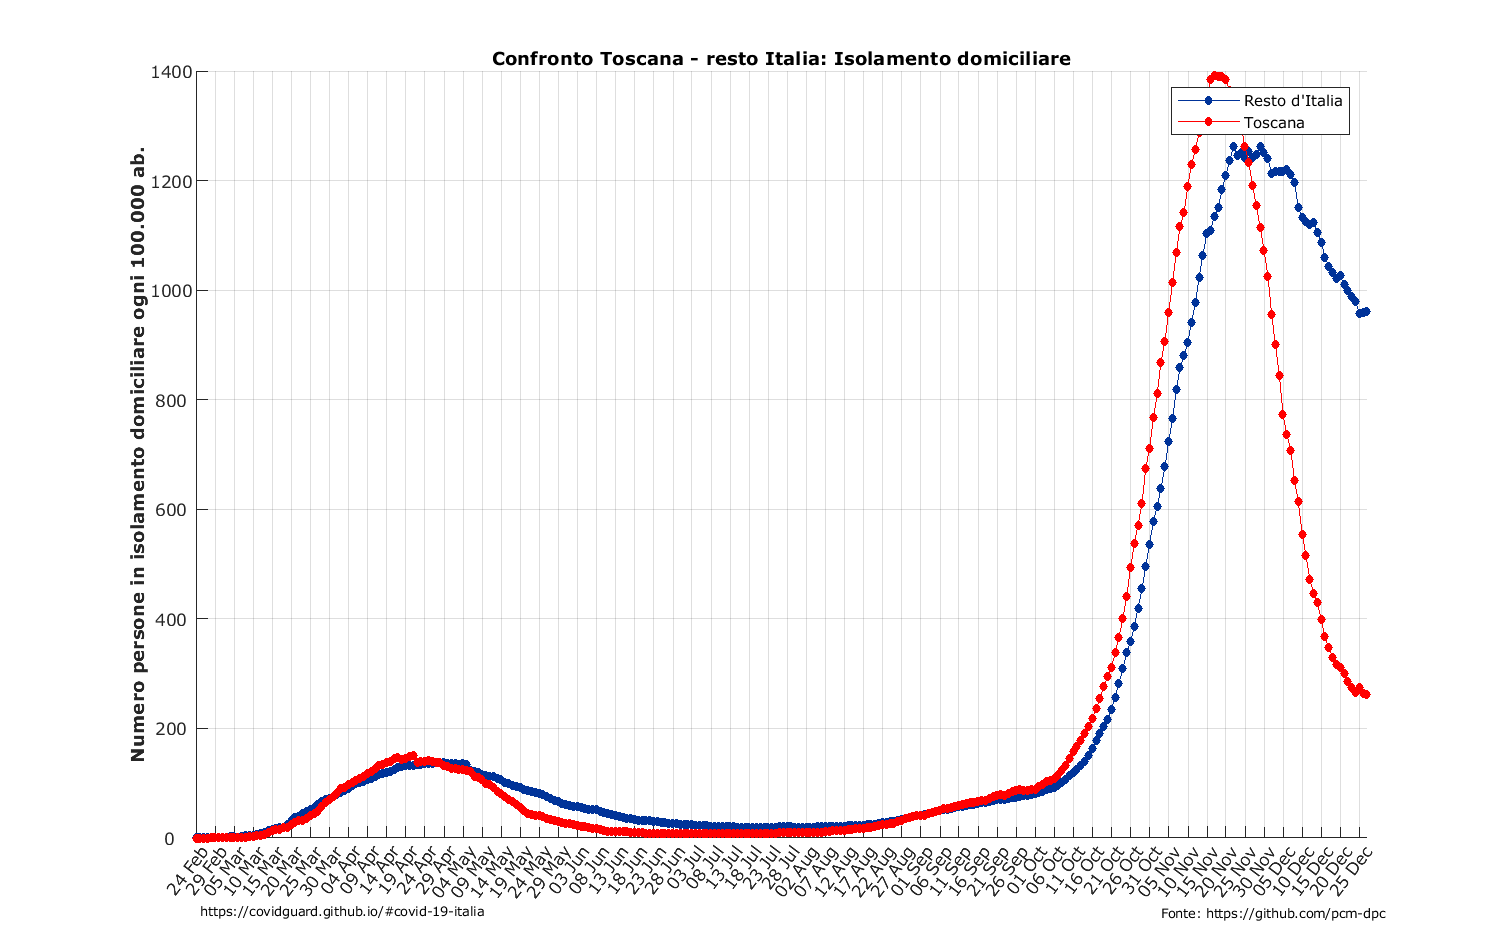 Confronto Toscana - resto Italia: Isolamento domiciliare
Numero persone in isolamento domiciliare ogni 100.000 ab.
1400
1200
1000
800
600
400
200
0
Resto d'Italia
Toscana
24 Feb
29 Feb
05 Mar
10 Mar
15 Mar
20 Mar
25 Mar
30 Mar
04 Apr
09 Apr
14 Apr
19 Apr
24 Apr
29 Apr
04 May
09 May
14 May
19 May
24 May
29 May
03 Jun
08 Jun
13 Jun
18 Jun
23 Jun
28 Jun
03 Jul
08 Jul
13 Jul
18 Jul
23 Jul
28 Jul
02 Aug
07 Aug
12 Aug
17 Aug
22 Aug
27 Aug
01 Sep
06 Sep
11 Sep
16 Sep
21 Sep
26 Sep
01 Oct
06 Oct
11 Oct
16 Oct
21 Oct
26 Oct
31 Oct
05 Nov
10 Nov
15 Nov
20 Nov
25 Nov
30 Nov
05 Dec
10 Dec
15 Dec
20 Dec
25 Dec
https://covidguard.github.io/#covid-19-italia
Fonte: https://github.com/pcm-dpc